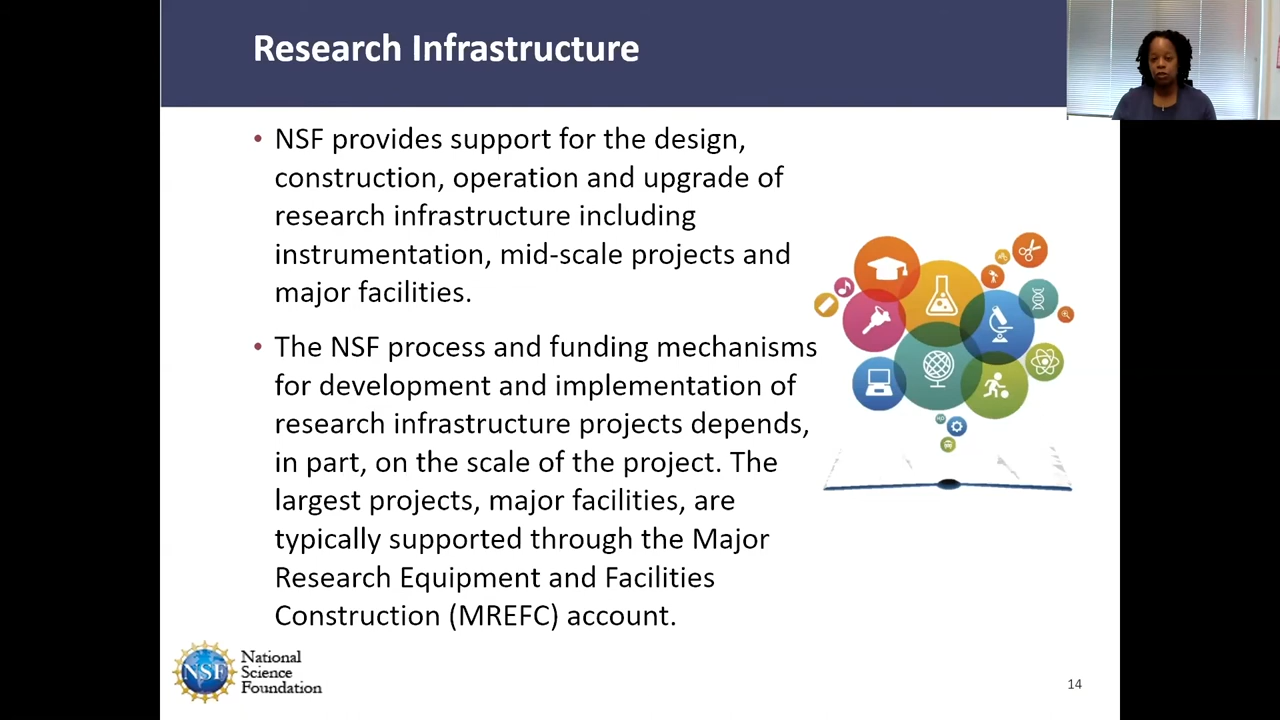 Research Infrastructure
• NSF provides support for the design,
construction, operation and upgrade of
research infrastructure including
instrumentation, mid-scale projects and
major facilities.
• The NSF process and funding mechanisms
for development and implementation of
research infrastructure projects depends,
in part, on the scale of the project. The
largest projects, major facilities, are
typically supported through the Major
Research Equipment and Facilities
Construction (MREFC) account.
NSF
National
Science
Foundation
14